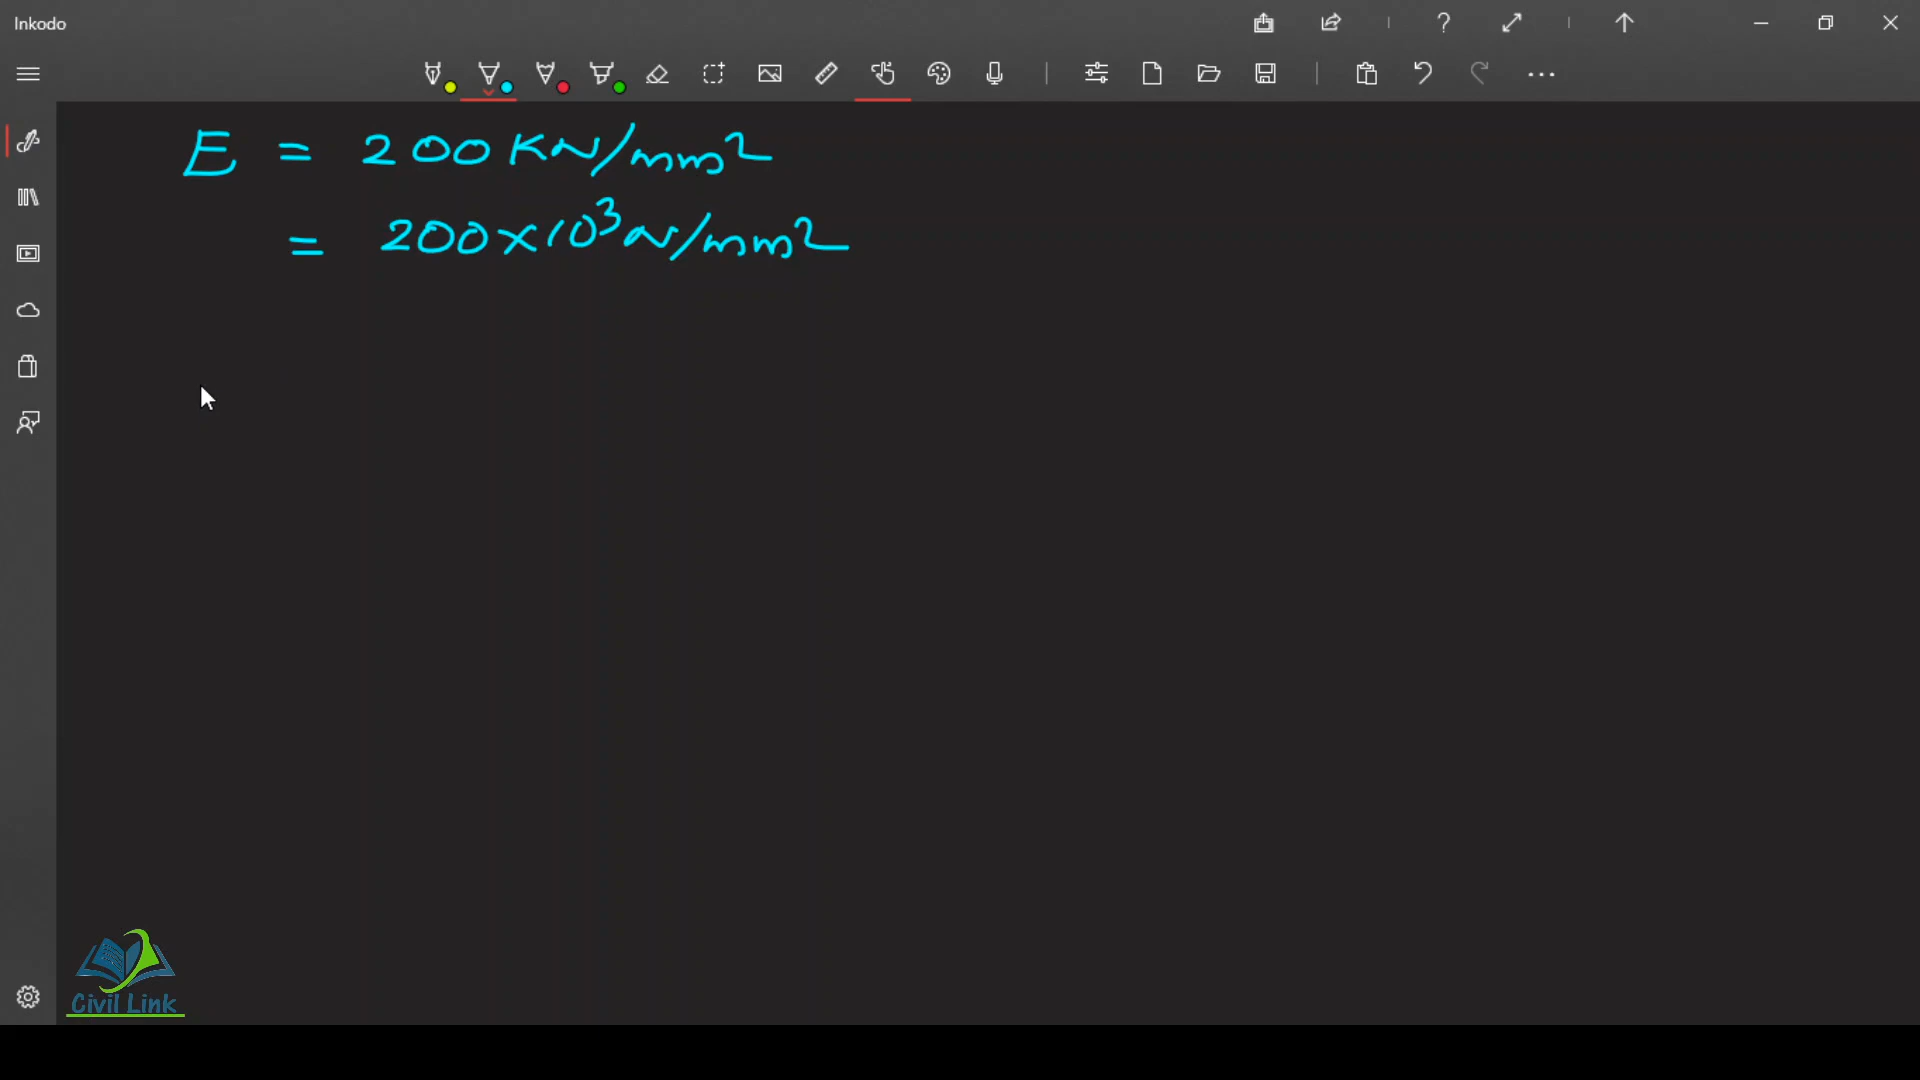 Inkodo
E = 200 KN/mm²
= 200×10³N/mm²
Civil Link